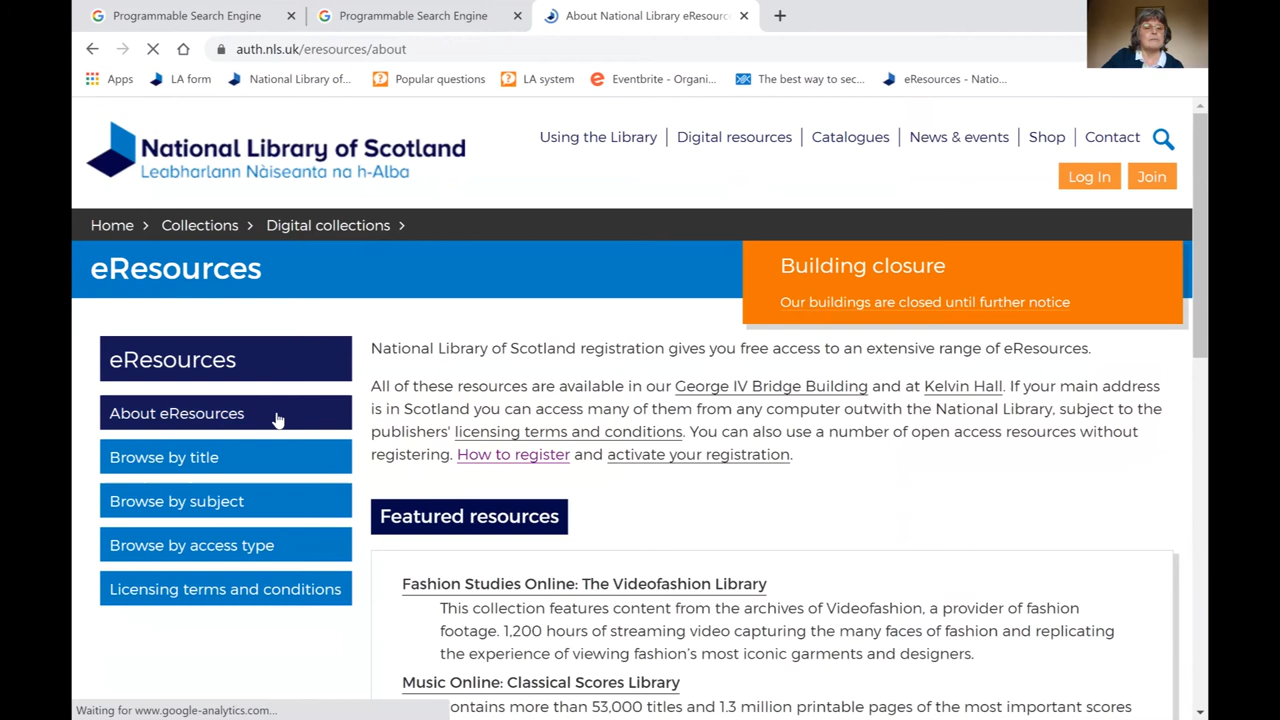 Programmable Search Engine
Programmable Search Engine
About National Library eResourc
auth.nls.uk/eresources/about
Apps
LA form
National Library of...
Popular questions
LA system
Eventbrite - Organi...
The best way to sec...
eResources - Natio...
National Library of Scotland
Leabharlann Nàiseanta na h-Alba
Using the Library
Digital resources
Catalogues
News & events
Shop
Contact
Log In
Join
Home
Collections
Digital collections
eResources
Building closure
Our buildings are closed until further notice
eResources
About eResources
Browse by title
Browse by subject
Browse by access type
Licensing terms and conditions
National Library of Scotland registration gives you free access to an extensive range of eResources.
All of these resources are available in our George IV Bridge Building and at Kelvin Hall. If your main address
is in Scotland you can access many of them from any computer outwith the National Library, subject to the
publishers' licensing terms and conditions. You can also use a number of open access resources without
registering. How to register and activate your registration.
Featured resources
Fashion Studies Online: The Videofashion Library
This collection features content from the archives of Videofashion, a provider of fashion
footage. 1,200 hours of streaming video capturing the many faces of fashion and replicating
the experience of viewing fashion's most iconic garments and designers.
Music Online: Classical Scores Library
ontains more than 53,000 titles and 1.3 million printable pages of the most important scores
Waiting for www.google-analytics.com...